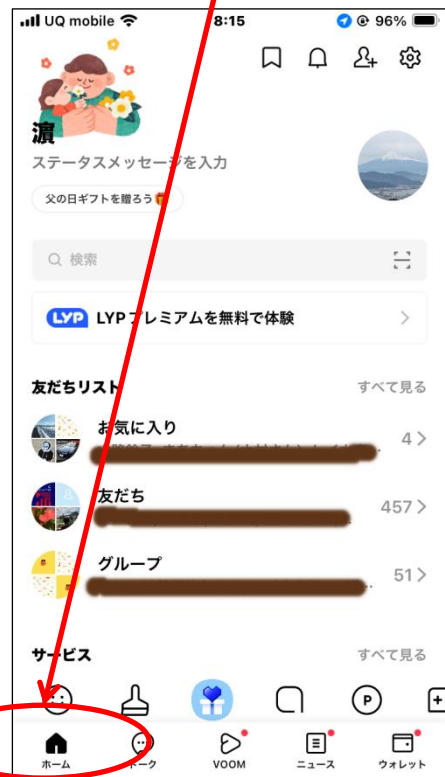 UQ mobile 8:15 96%
濵
ステータスメッセージを入力
父の日ギフトを贈ろう
検索
LYP LYPプレミアムを無料で体験
友だちリスト すべて見る
お気に入り
4
友だち
457
グループ
51
サービス すべて見る
P
ホーム トーク VOOM ニュース ウォレット